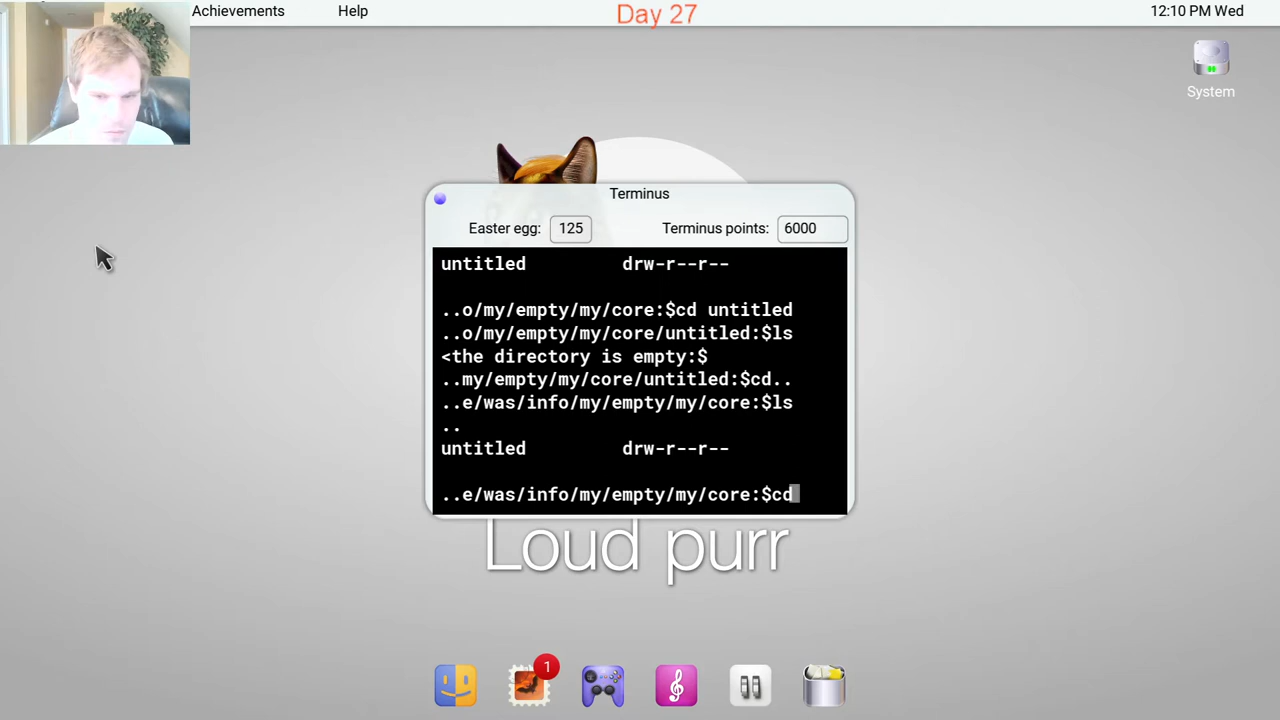 Achievements
Help
Day 27
12:10 PM Wed
System
Terminus
Easter egg: 125
Terminus points: 6000
untitled drw-r--r--
..o/my/empty/my/core:$cd untitled
..o/my/empty/my/core/untitled:$ls
<the directory is empty:$
..my/empty/my/core/untitled:$cd..
..e/was/info/my/empty/my/core:$ls
..
untitled drw-r--r--
..e/was/info/my/empty/my/core:$cd
Loud purr
1